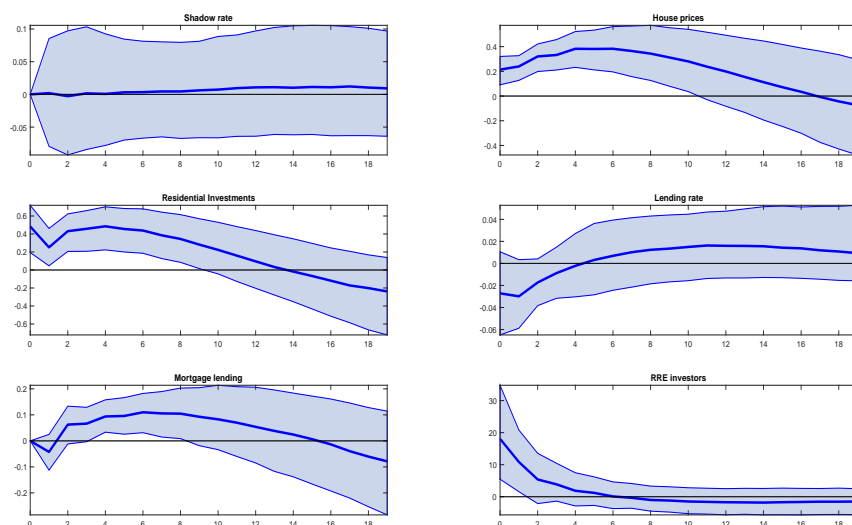 Shadow rate
0.1
0.05
0
-0.05
0 2 4 6 8 10 12 14 16 18
House prices
0.4
0.2
0
-0.2
-0.4
0 2 4 6 8 10 12 14 16 18
Residential Investments
0.6
0.4
0.2
0
-0.2
-0.4
-0.6
0 2 4 6 8 10 12 14 16 18
Lending rate
0.04
0.02
0
-0.02
-0.04
-0.06
0 2 4 6 8 10 12 14 16 18
Mortgage lending
0.2
0.1
0
-0.1
-0.2
0 2 4 6 8 10 12 14 16 18
RRE investors
30
20
10
0
0 2 4 6 8 10 12 14 16 18